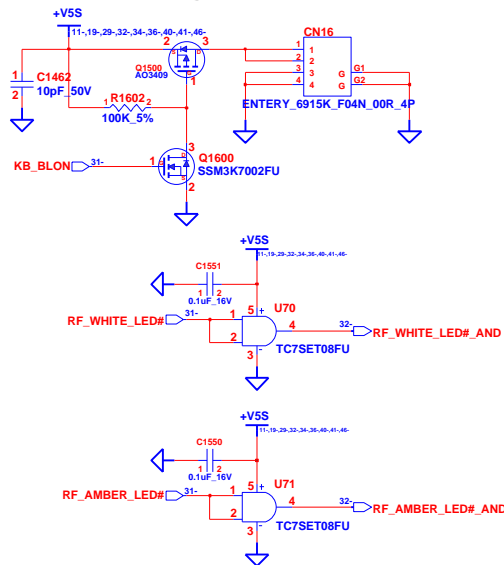 +V5S
11-,19-,29-,32-,34-,36-,40-,41-,46-
2 3
Q1500
AO3409
1
CN16
1 1
2 2
3 3
4 4
G G1
G G2
ENTERY_6915K_F04N_00R_4P
1
C1462
2
10pF_50V
R1602
1 2
100K_5%
KB_BLON 31-
1
3
Q1600
SSM3K7002FU
2
+V5S
11-,19-,29-,32-,34-,36-,40-,41-,46-
C1551
1 2
0.1uF_16V
RF_WHITE_LED# 31-
1
2
5 +
U70
4
3 -
TC7SET08FU
32- RF_WHITE_LED#_AND
+V5S
11-,19-,29-,32-,34-,36-,40-,41-,46-
C1550
1 2
0.1uF_16V
RF_AMBER_LED# 31-
1
2
5 +
U71
4
3 -
TC7SET08FU
32- RF_AMBER_LED#_AND